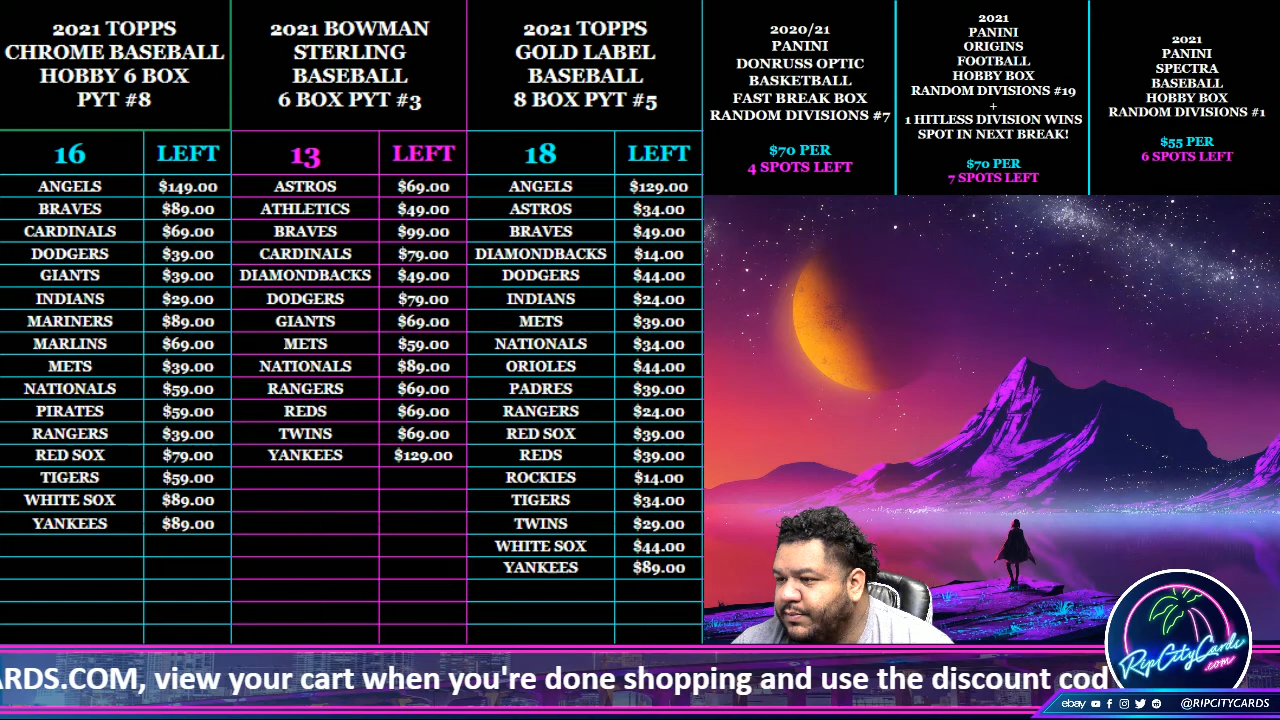 2021 TOPPS
CHROME BASEBALL
HOBBY 6 BOX
PYT #8
16 LEFT
ANGELS $149.00
BRAVES $89.00
CARDINALS $69.00
DODGERS $39.00
GIANTS $39.00
INDIANS $29.00
MARINERS $89.00
MARLINS $69.00
METS $39.00
NATIONALS $59.00
PIRATES $59.00
RANGERS $39.00
RED SOX $79.00
TIGERS $59.00
WHITE SOX $89.00
YANKEES $89.00
2021 BOWMAN
STERLING
BASEBALL
6 BOX PYT #3
13 LEFT
ASTROS $69.00
ATHLETICS $49.00
BRAVES $99.00
CARDINALS $79.00
DIAMONDBACKS $49.00
DODGERS $79.00
GIANTS $69.00
METS $59.00
NATIONALS $89.00
RANGERS $69.00
REDS $69.00
TWINS $69.00
YANKEES $129.00
2021 TOPPS
GOLD LABEL
BASEBALL
8 BOX PYT #5
18 LEFT
ANGELS $129.00
ASTROS $34.00
BRAVES $49.00
DIAMONDBACKS $14.00
DODGERS $44.00
INDIANS $24.00
METS $39.00
NATIONALS $34.00
ORIOLES $44.00
PADRES $39.00
RANGERS $24.00
RED SOX $39.00
REDS $39.00
ROCKIES $14.00
TIGERS $34.00
TWINS $29.00
WHITE SOX $44.00
YANKEES $89.00
2020/21
PANINI
DONRUSS OPTIC
BASKETBALL
FAST BREAK BOX
RANDOM DIVISIONS #7
$70 PER
4 SPOTS LEFT
2021
PANINI
ORIGINS
FOOTBALL
HOBBY BOX
RANDOM DIVISIONS #19
+
1 HITLESS DIVISION WINS
SPOT IN NEXT BREAK!
$70 PER
7 SPOTS LEFT
2021
PANINI
SPECTRA
BASEBALL
HOBBY BOX
RANDOM DIVISIONS #1
$55 PER
6 SPOTS LEFT
RipCityCards
.com
ARDS.COM, view your cart when you're done shopping and use the discount cod
ebay @RIPCITYCARDS